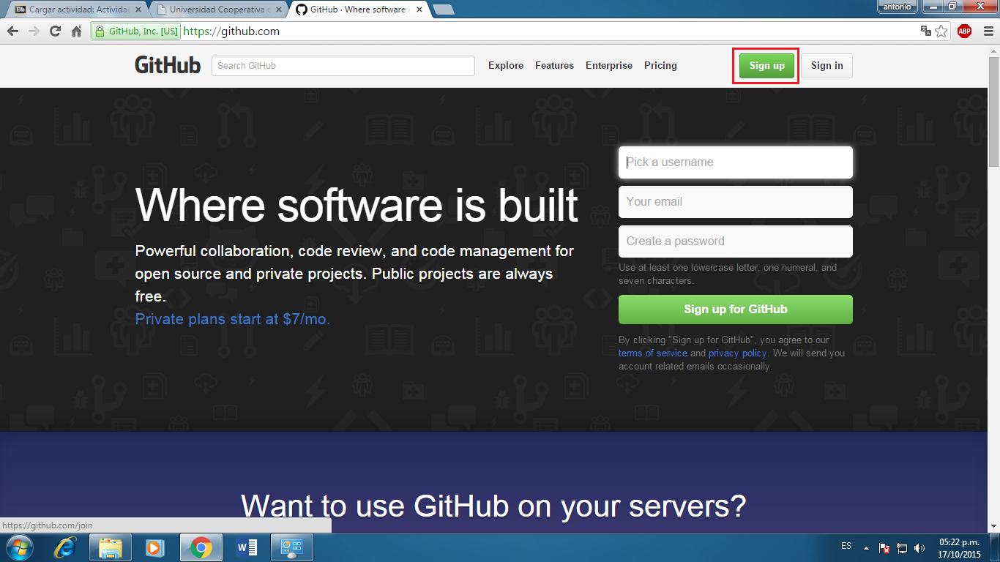 Cargar actividad: Actividad
Universidad Cooperativa
GitHub · Where software
antonio
GitHub, Inc. [US]
https://github.com
ABP
GitHub
Search GitHub
Explore
Features
Enterprise
Pricing
Sign up
Sign in
Where software is built
Powerful collaboration, code review, and code management for
open source and private projects. Public projects are always
free.
Private plans start at $7/mo.
Pick a username
Your email
Create a password
Use at least one lowercase letter, one numeral, and
seven characters.
Sign up for GitHub
By clicking "Sign up for GitHub", you agree to our
terms of service and privacy policy. We will send you
account related emails occasionally.
Want to use GitHub on your servers?
https://github.com/join
ES
05:22 p.m.
17/10/2015